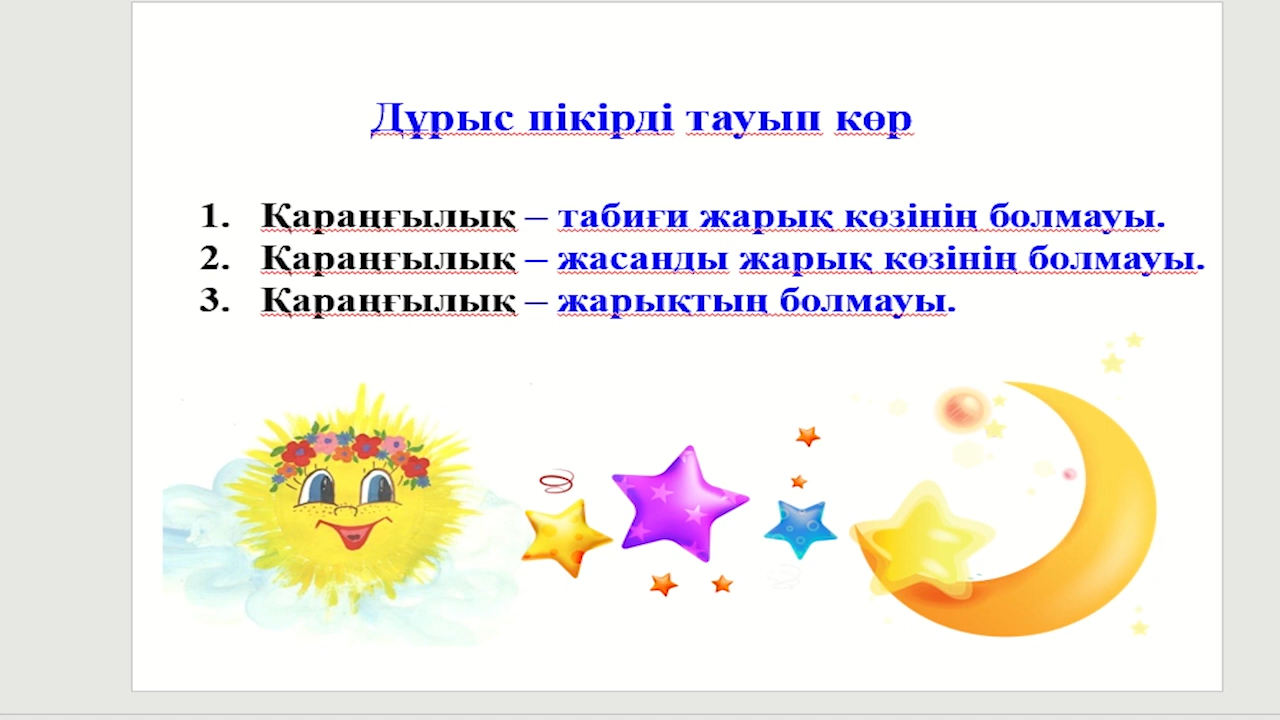 Дұрыс пікірді тауып көр
1. Қараңғылық – табиғи жарық көзінің болмауы.
2. Қараңғылық – жасанды жарық көзінің болмауы.
3. Қараңғылық – жарықтың болмауы.